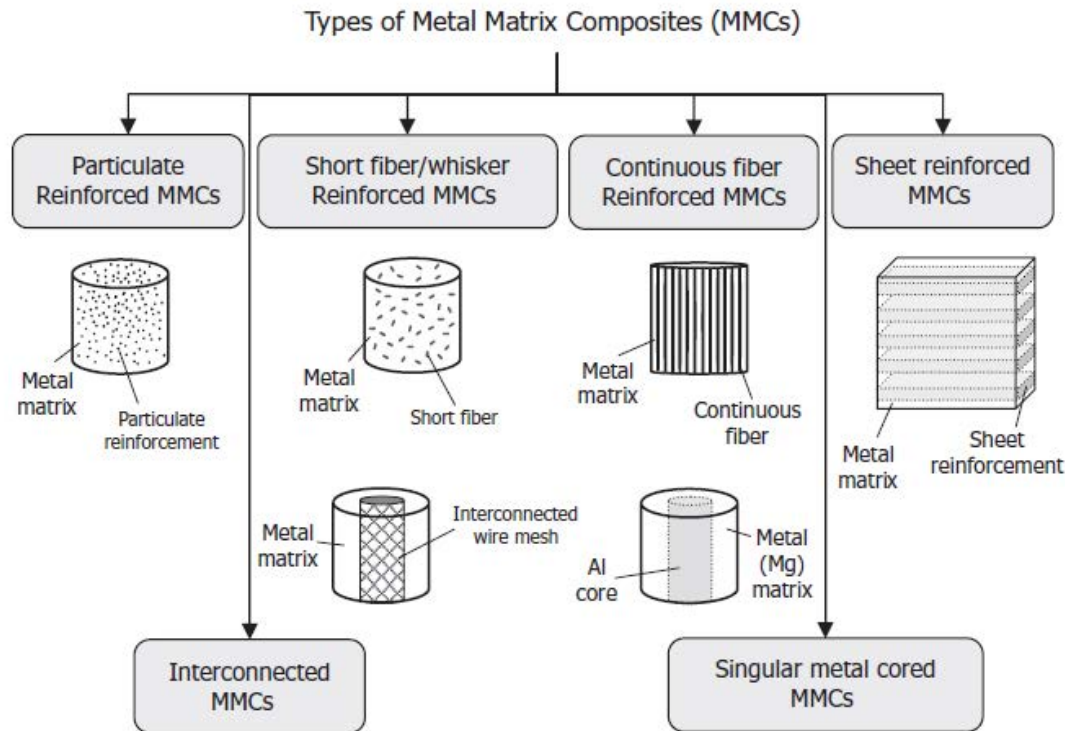 Types of Metal Matrix Composites (MMCs)
Particulate
Reinforced MMCs
Short fiber/whisker
Reinforced MMCs
Continuous fiber
Reinforced MMCs
Sheet reinforced
MMCs
Metal
matrix
Particulate
reinforcement
Metal
matrix
Short fiber
Metal
matrix
Continuous
fiber
Metal
matrix
Sheet
reinforcement
Metal
matrix
Interconnected
wire mesh
Al
core
Metal
(Mg)
matrix
Interconnected
MMCs
Singular metal cored
MMCs